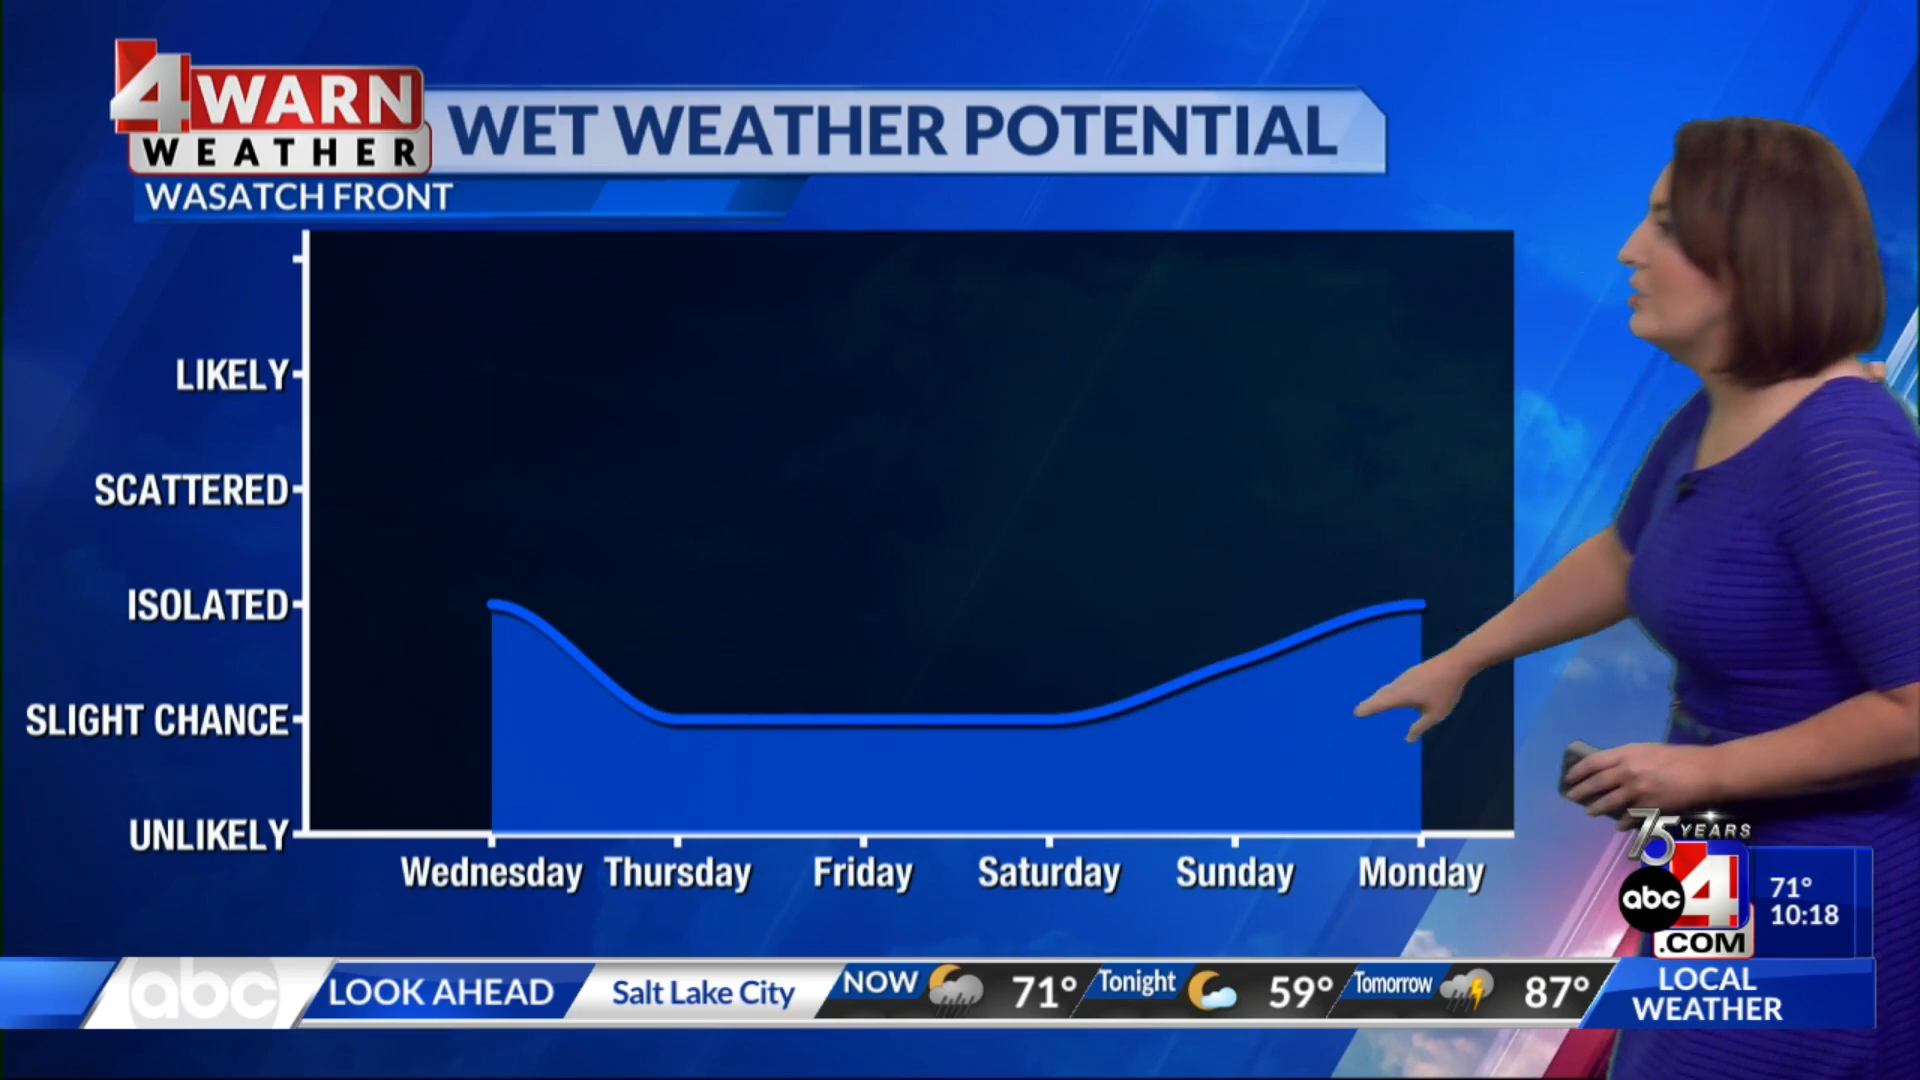 4 WARN
WEATHER
WET WEATHER POTENTIAL
WASATCH FRONT
LIKELY
SCATTERED
ISOLATED
SLIGHT CHANCE
UNLIKELY
Wednesday Thursday Friday Saturday Sunday Monday
75 YEARS
abc 4
.COM
71°
10:18
abc LOOK AHEAD Salt Lake City NOW 71° Tonight 59° Tomorrow 87°
LOCAL
WEATHER